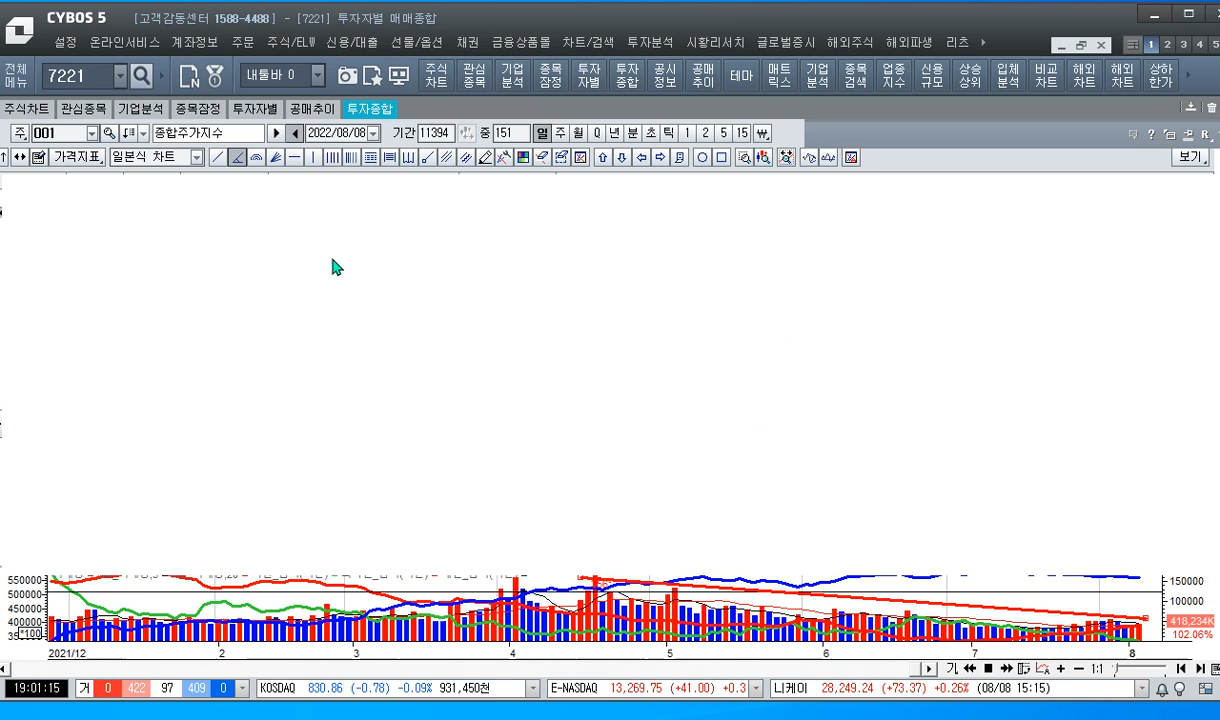 CYBOS 5 [고객감동센터 1588-4488] - [7221] 투자자별 매매종합
설정 온라인서비스 계좌정보 주문 주식/ELW 신용/대출 선물/옵션 채권 금융상품몰 차트/검색 투자분석 시황리서치 글로벌증시 해외주식 해외파생 리츠 1 2 3 4 5
전체 메뉴 7221 내툴바 0 주식 차트 관심 종목 기업 분석 종목 잠정 투자 자별 투자 종합 공시 정보 공매 추이 테마 매트 릭스 기업 분석 종목 검색 업종 지수 신용 규모 상승 상위 입체 분석 비교 차트 해외 차트 해외 차트 상하 한가
주식차트 관심종목 기업분석 종목잠정 투자자별 공매추이 투자종합
주 001 종합주가지수 2022/08/08 기간 11394 중 151 일 주 월 Q 년 분 초 틱 1 2 5 15 ₩ ? R
가격지표 일본식 차트 보기
550000 150000
500000 100000
450000
400000 418,234K
*100 102.06%
2021/12 2 3 4 5 6 7 8
1:1
19:01:15 거 0 422 97 409 0 KOSDAQ 830.86 (-0.78) -0.09% 931,450천 E-NASDAQ 13,269.75 (+41.00) +0.3 니케이 28,249.24 (+73.37) +0.26% (08/08 15:15)